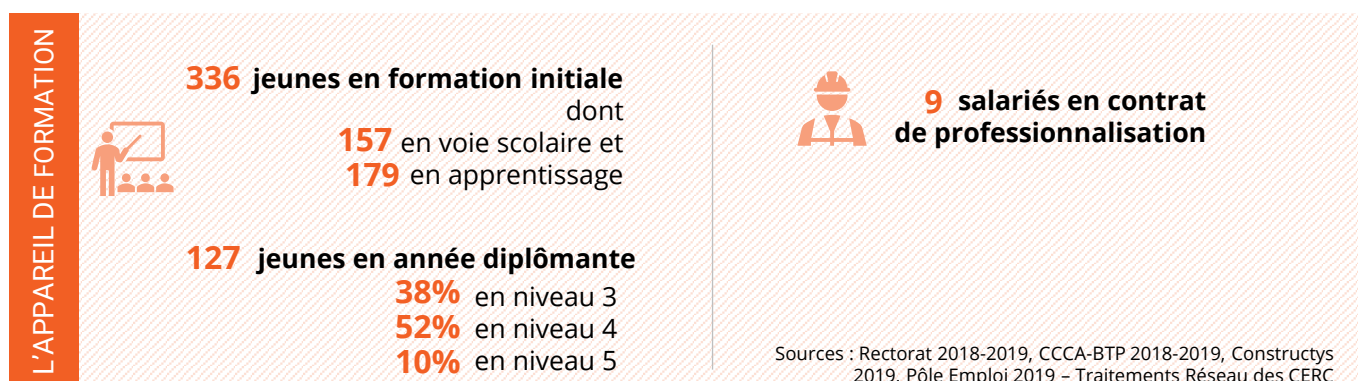 L'APPAREIL DE FORMATION
336 jeunes en formation initiale
dont
157 en voie scolaire et
179 en apprentissage
127 jeunes en année diplômante
38% en niveau 3
52% en niveau 4
10% en niveau 5
9 salariés en contrat
de professionnalisation
Sources : Rectorat 2018-2019, CCCA-BTP 2018-2019, Constructys
2019, Pôle Emploi 2019 – Traitements Réseau des CERC